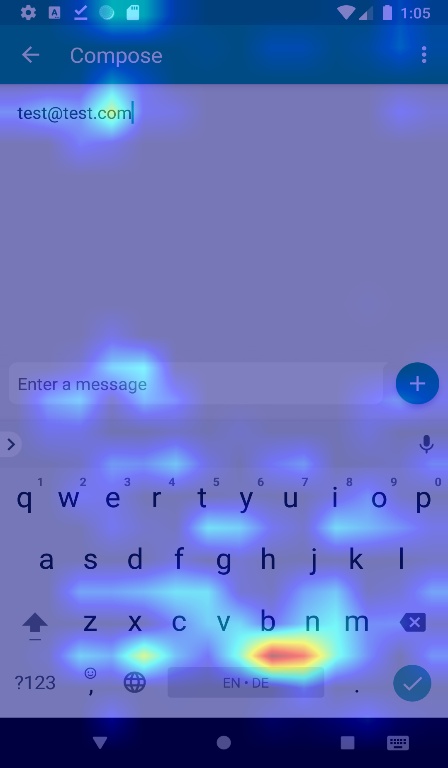 1:05
Compose
test@test.com
Enter a message
1 2 3 4 5 6 7 8 9 0
q w e r t y u i o p
a s d f g h j k l
z x c v b n m
?123 , EN • DE .